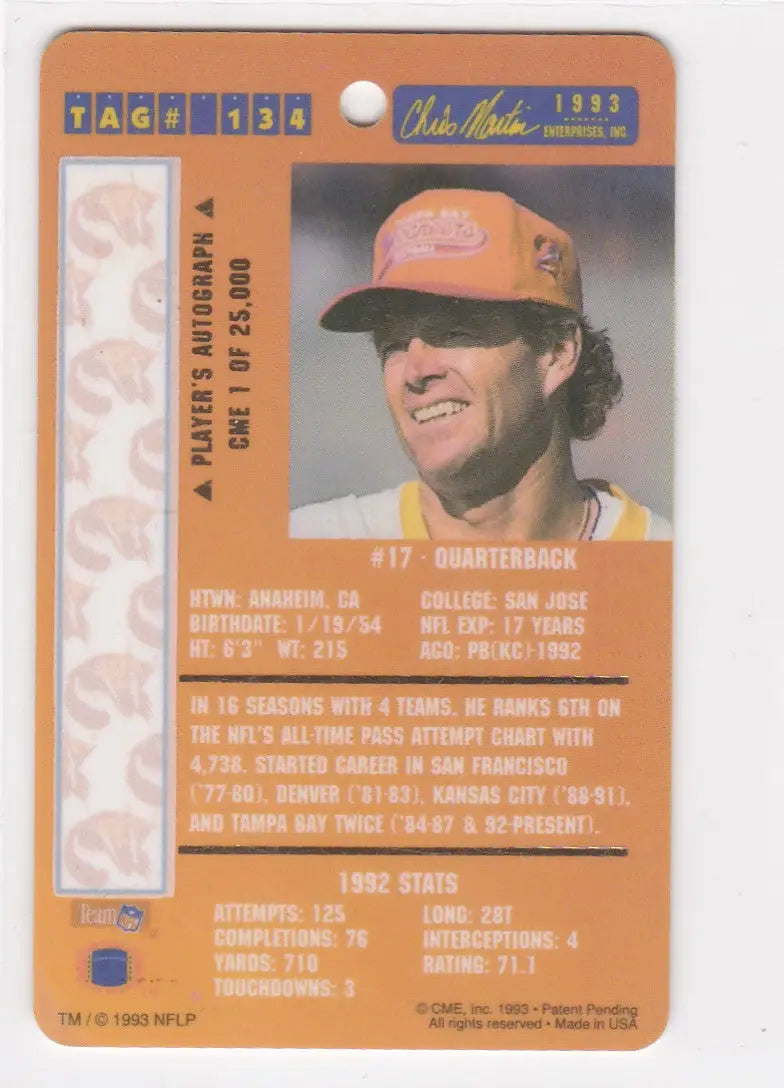 TAG# 134
Chris Martin
1993
ENTERPRISES, INC.
TAMPA BAY
PLAYER'S AUTOGRAPH
CME 1 OF 25,000
#17 - QUARTERBACK
HTWN: ANAHEIM, CA
BIRTHDATE: 1/19/54
HT: 6'3" WT: 215
COLLEGE: SAN JOSE
NFL EXP: 17 YEARS
ACQ: PB(KC)-1992
IN 16 SEASONS WITH 4 TEAMS. HE RANKS 6TH ON
THE NFL'S ALL-TIME PASS ATTEMPT CHART WITH
4,738. STARTED CAREER IN SAN FRANCISCO
('77-80), DENVER ('81-83), KANSAS CITY ('88-91),
AND TAMPA BAY TWICE ('84-87 & 92-PRESENT).
1992 STATS
ATTEMPTS: 125
COMPLETIONS: 76
YARDS: 710
TOUCHDOWNS: 3
LONG: 28T
INTERCEPTIONS: 4
RATING: 71.1
Team NFL
TM / © 1993 NFLP
© CME, Inc. 1993 • Patent Pending
All rights reserved • Made in USA